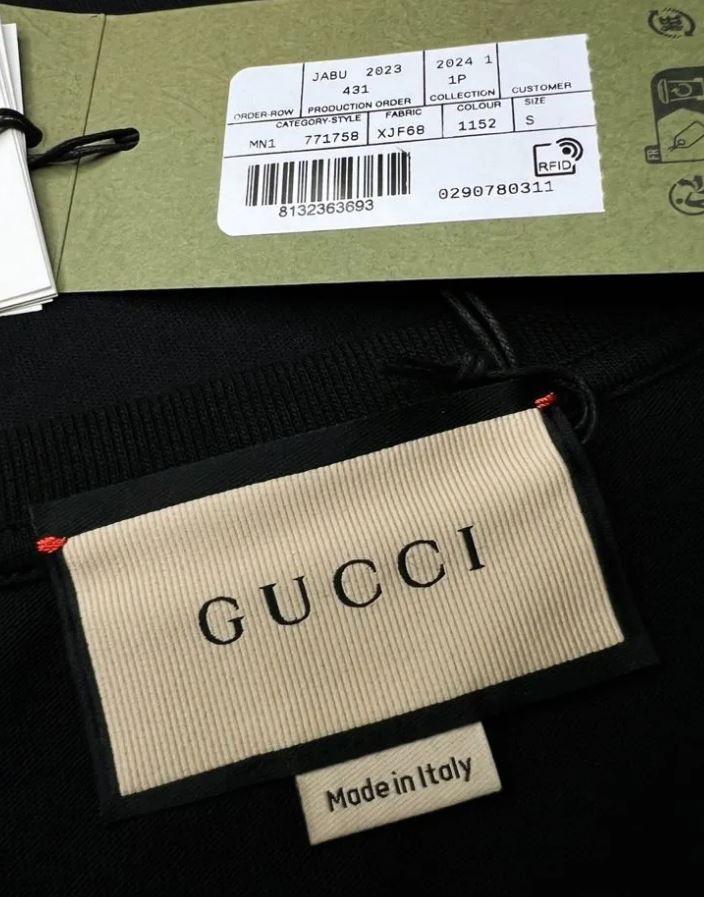 JABU 2023
431
2024 1
1P
ORDER-ROW PRODUCTION ORDER COLLECTION CUSTOMER
CATEGORY-STYLE FABRIC COLOUR SIZE
MN1 771758 XJF68 1152 S
RFID
8132363693 0290780311
FR
GUCCI
Made in Italy